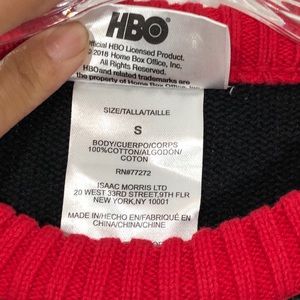 HBO
Official HBO Licensed Product.
©2018 Home Box Office, Inc.
All Rights Reserved.
HBO and related trademarks are
the property of Home Box Office, Inc.
SIZE/TALLA/TAILLE
S
BODY/CUERPO/CORPS
100%COTTON/ALGODÓN/
COTON
RN#77272
ISAAC MORRIS LTD
20 WEST 33RD STREET,9TH FLR
NEW YORK,NY 10001
MADE IN/HECHO EN/FABRIQUÉ EN
CHINA/CHINA/CHINE